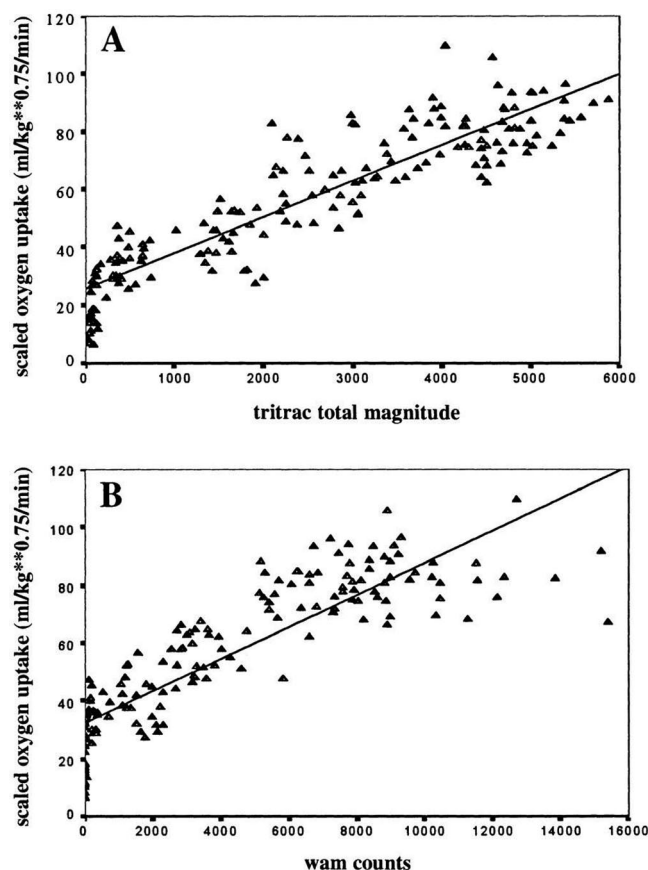 A
scaled oxygen uptake (ml/kg**0.75/min)
120
100
80
60
40
20
0
0 1000 2000 3000 4000 5000 6000
tritrac total magnitude
B
scaled oxygen uptake (ml/kg**0.75/min)
120
100
80
60
40
20
0
0 2000 4000 6000 8000 10000 12000 14000 16000
wam counts